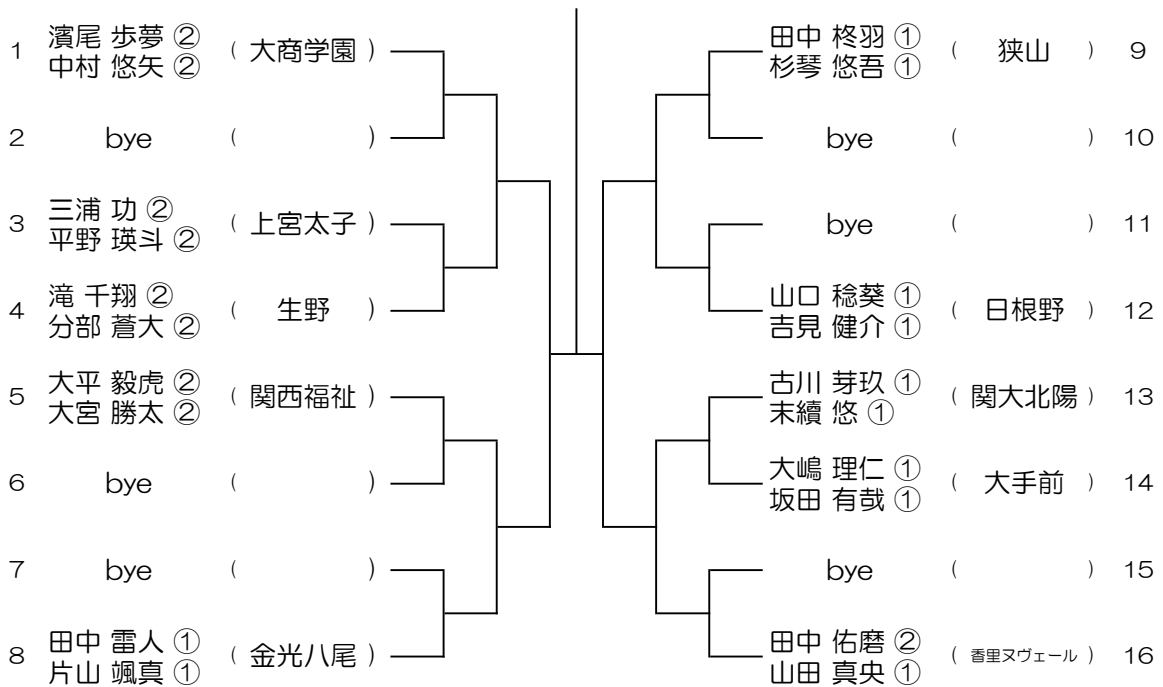 1 濱尾 歩夢 ② 中村 悠矢 ② ( 大商学園 )
2 bye ( )
3 三浦 功 ② 平野 瑛斗 ② ( 上宮太子 )
4 滝 千翔 ② 分部 蒼大 ② ( 生野 )
5 大平 毅虎 ② 大宮 勝太 ② ( 関西福祉 )
6 bye ( )
7 bye ( )
8 田中 雷人 ① 片山 颯真 ① ( 金光八尾 )
田中 柊羽 ① 杉琴 悠吾 ① ( 狭山 ) 9
bye ( ) 10
bye ( ) 11
山口 稔葵 ① 吉見 健介 ① ( 日根野 ) 12
古川 芽玖 ① 末續 悠 ① ( 関大北陽 ) 13
大嶋 理仁 ① 坂田 有哉 ① ( 大手前 ) 14
bye ( ) 15
田中 佑磨 ② 山田 真央 ① ( 香里ヌヴェール ) 16